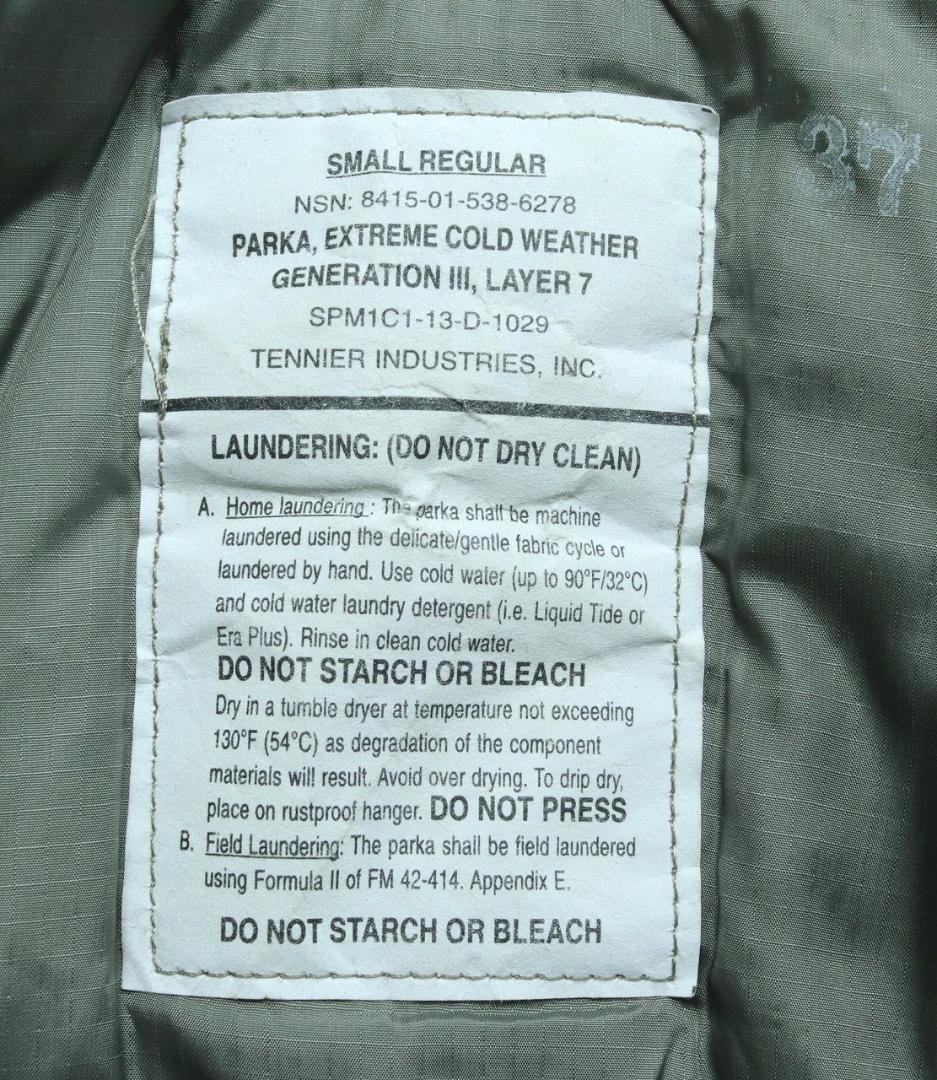 SMALL REGULAR
NSN: 8415-01-538-6278
PARKA, EXTREME COLD WEATHER
GENERATION III, LAYER 7
SPM1C1-13-D-1029
TENNIER INDUSTRIES, INC.
LAUNDERING: (DO NOT DRY CLEAN)
A. Home laundering : The parka shall be machine
laundered using the delicate/gentle fabric cycle or
laundered by hand. Use cold water (up to 90°F/32°C)
and cold water laundry detergent (i.e. Liquid Tide or
Era Plus). Rinse in clean cold water.
DO NOT STARCH OR BLEACH
Dry in a tumble dryer at temperature not exceeding
130°F (54°C) as degradation of the component
materials will result. Avoid over drying. To drip dry,
place on rustproof hanger. DO NOT PRESS
B. Field Laundering: The parka shall be field laundered
using Formula II of FM 42-414. Appendix E.
DO NOT STARCH OR BLEACH
37